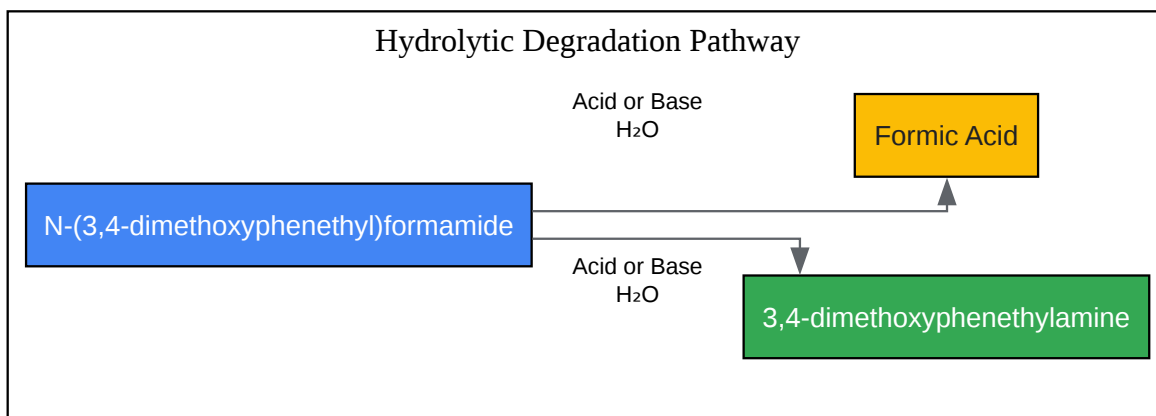 Hydrolytic Degradation Pathway
Acid or Base
H₂O
Formic Acid
N-(3,4-dimethoxyphenethyl)formamide
Acid or Base
H₂O
3,4-dimethoxyphenethylamine